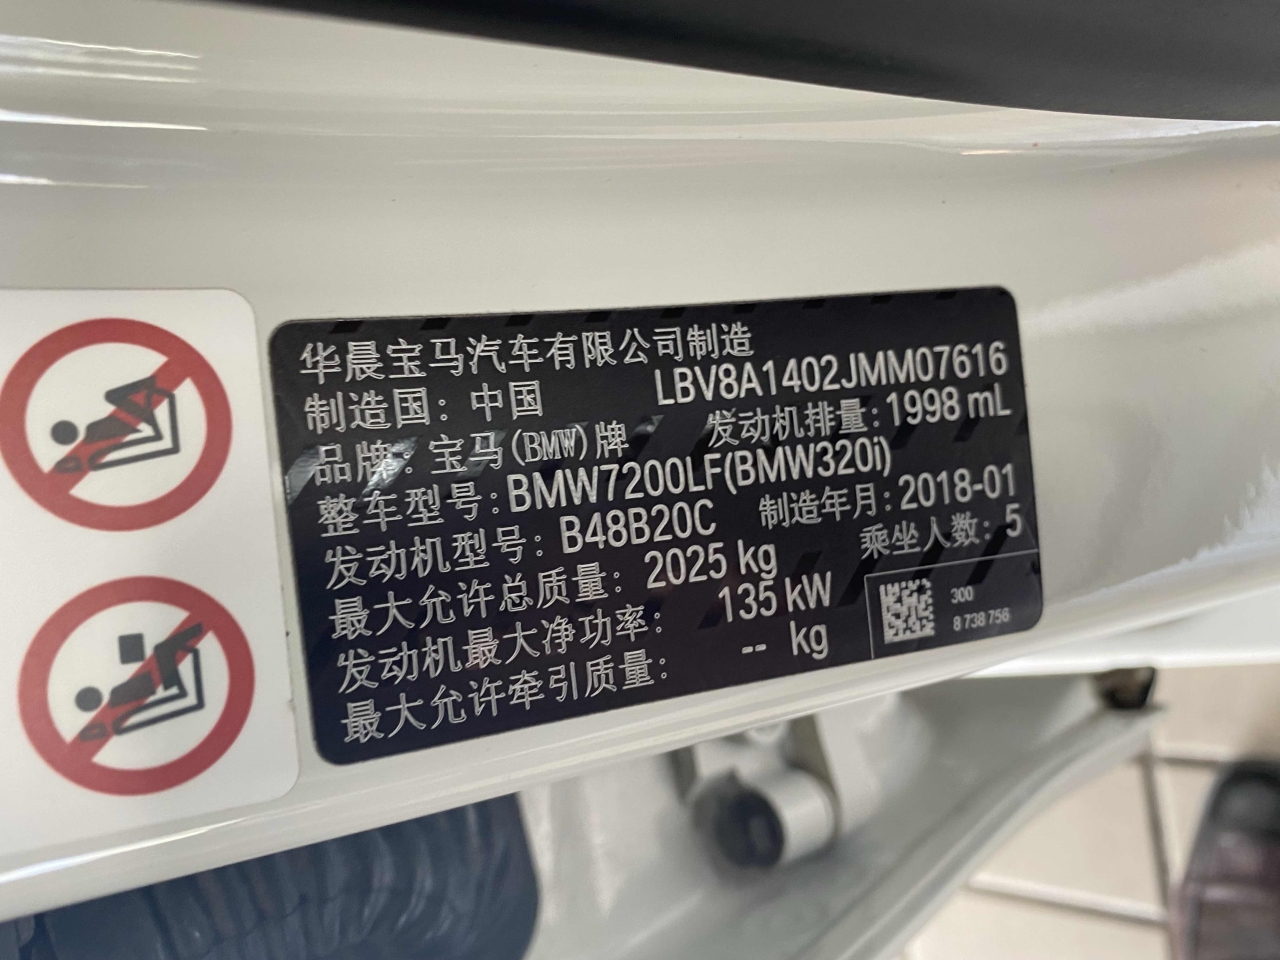 华晨宝马汽车有限公司制造
制造国: 中国 LBV8A1402JMM07616
品牌: 宝马(BMW)牌 发动机排量: 1998 mL
整车型号: BMW7200LF(BMW320i)
发动机型号: B48B20C 制造年月: 2018-01
最大允许总质量: 2025 kg 乘坐人数: 5
发动机最大净功率: 135 kW
最大允许牵引质量: -- kg
300
8 738 756